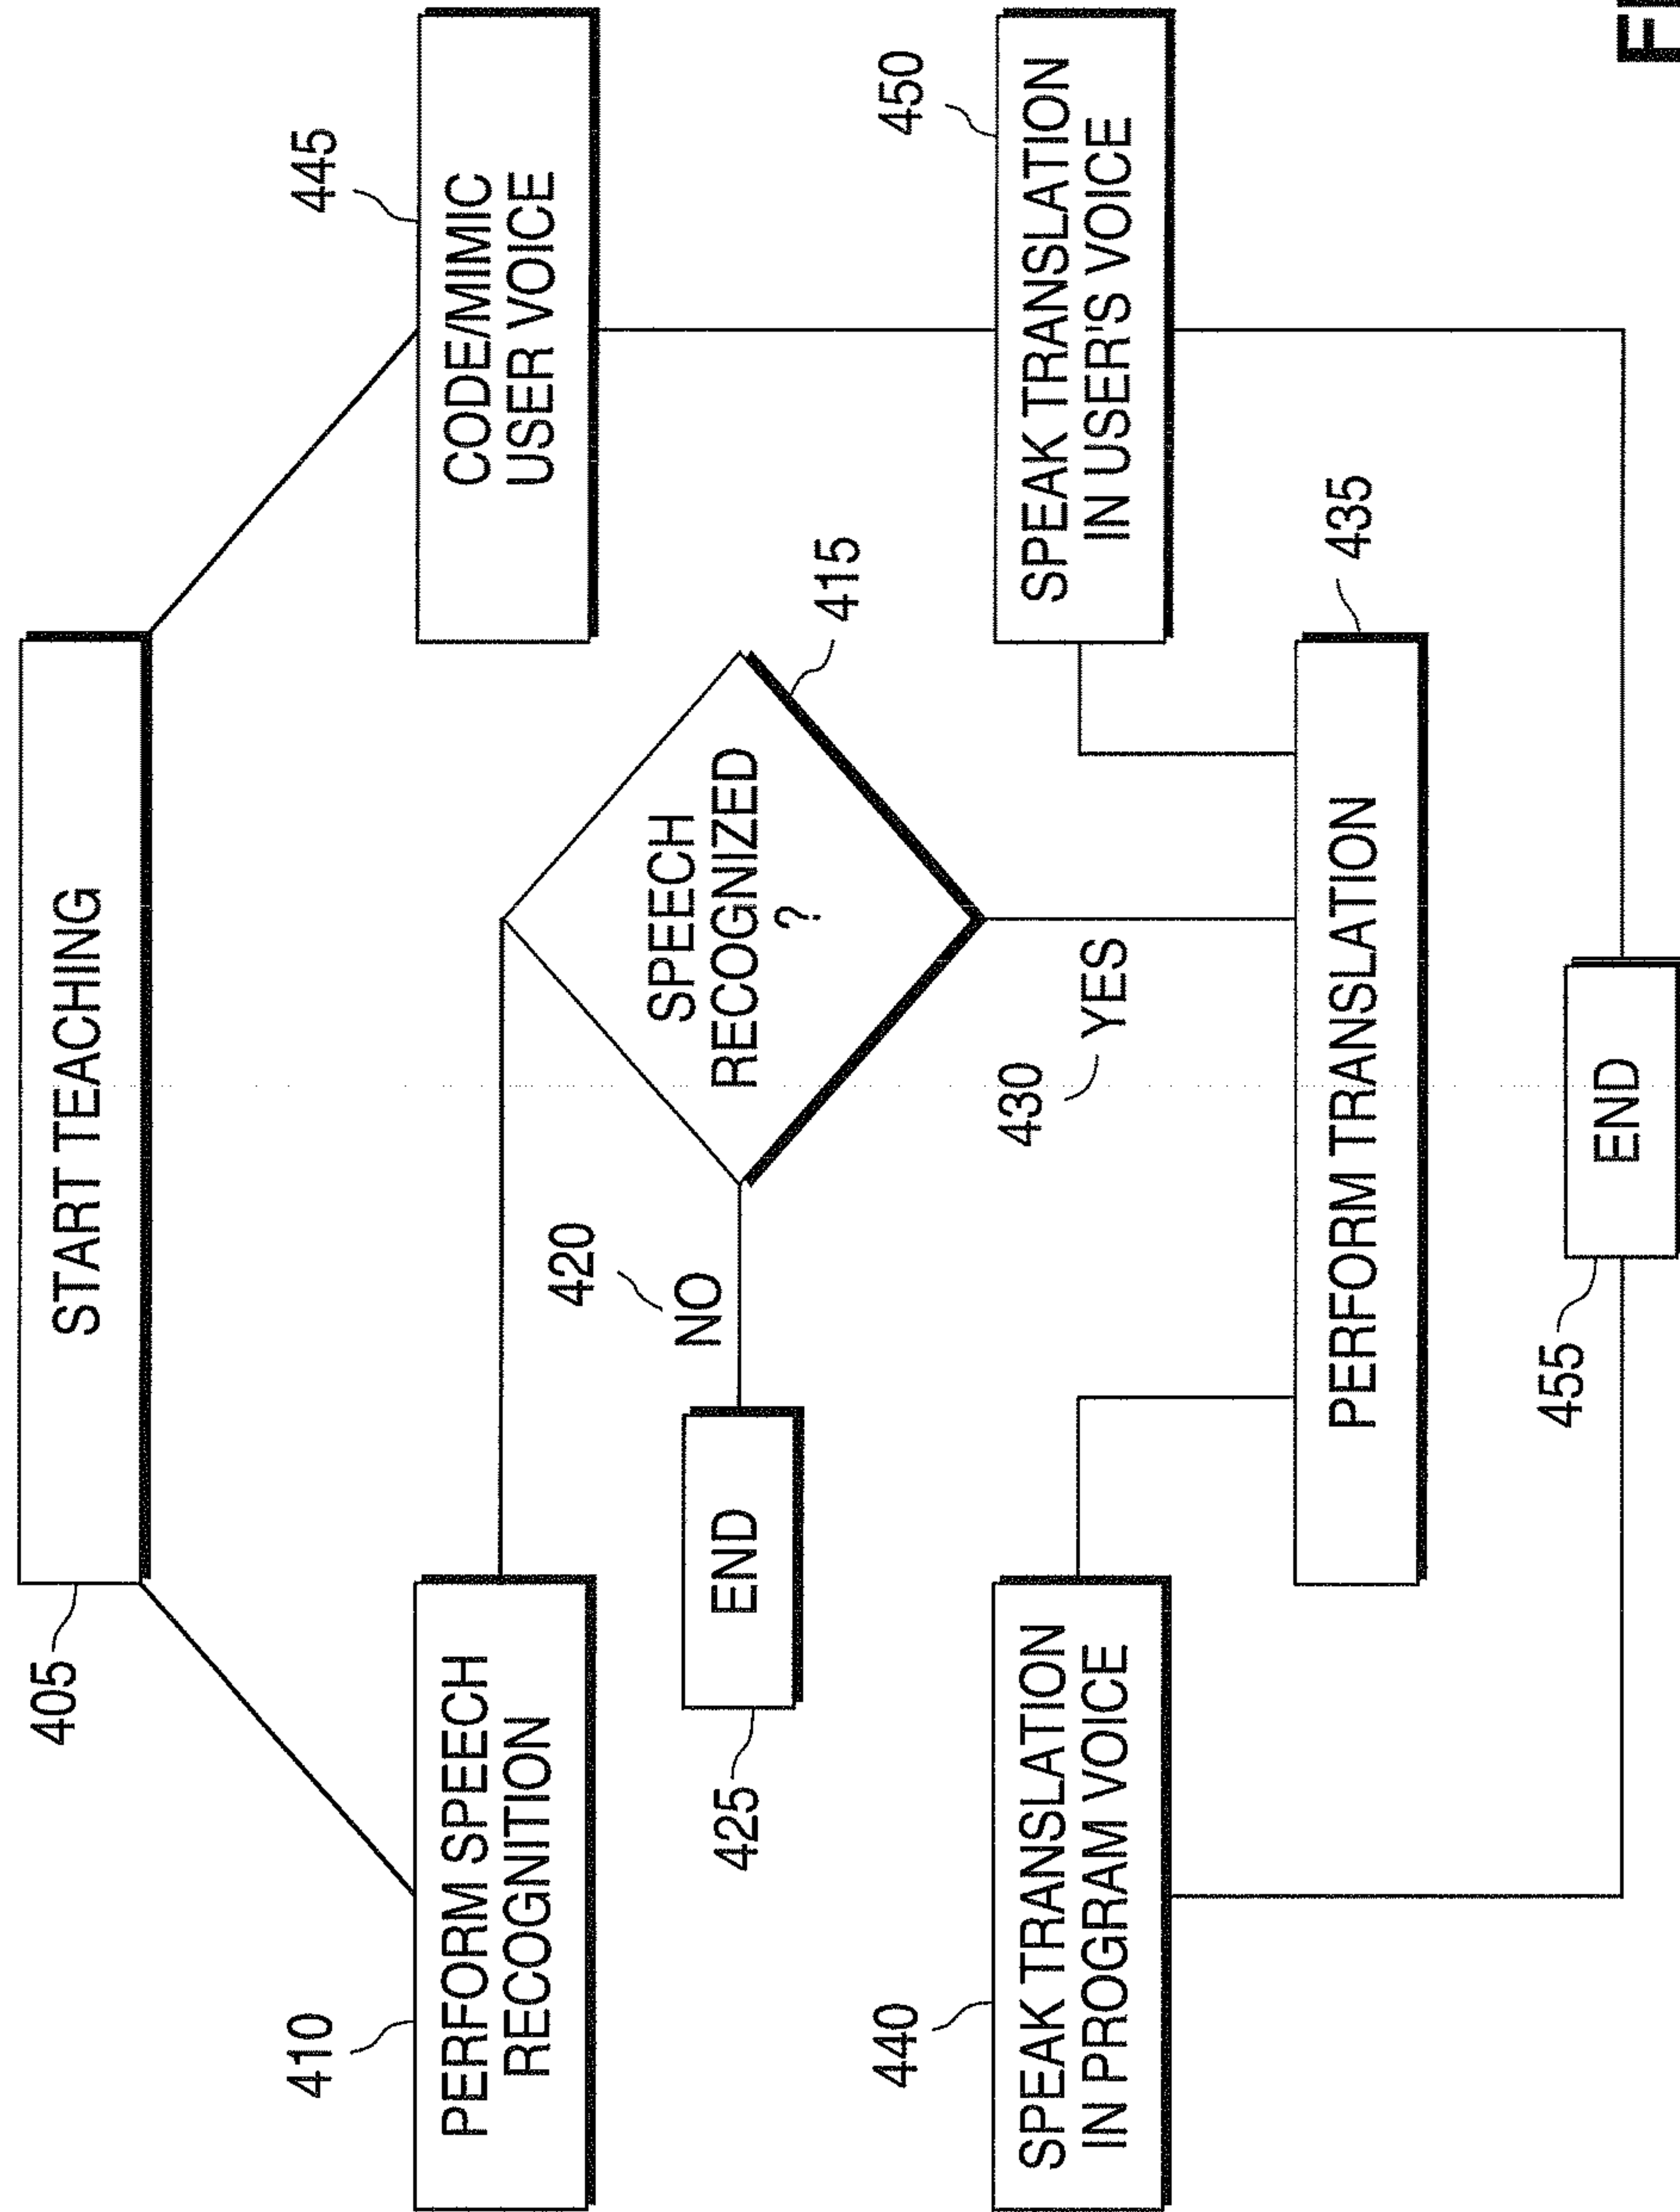 405
START TEACHING
410
PERFORM SPEECH
RECOGNITION
445
CODE/MIMIC
USER VOICE
415
SPEECH
RECOGNIZED
?
420
NO
425
END
430
YES
440
SPEAK TRANSLATION
IN PROGRAM VOICE
450
SPEAK TRANSLATION
IN USER'S VOICE
435
PERFORM TRANSLATION
455
END